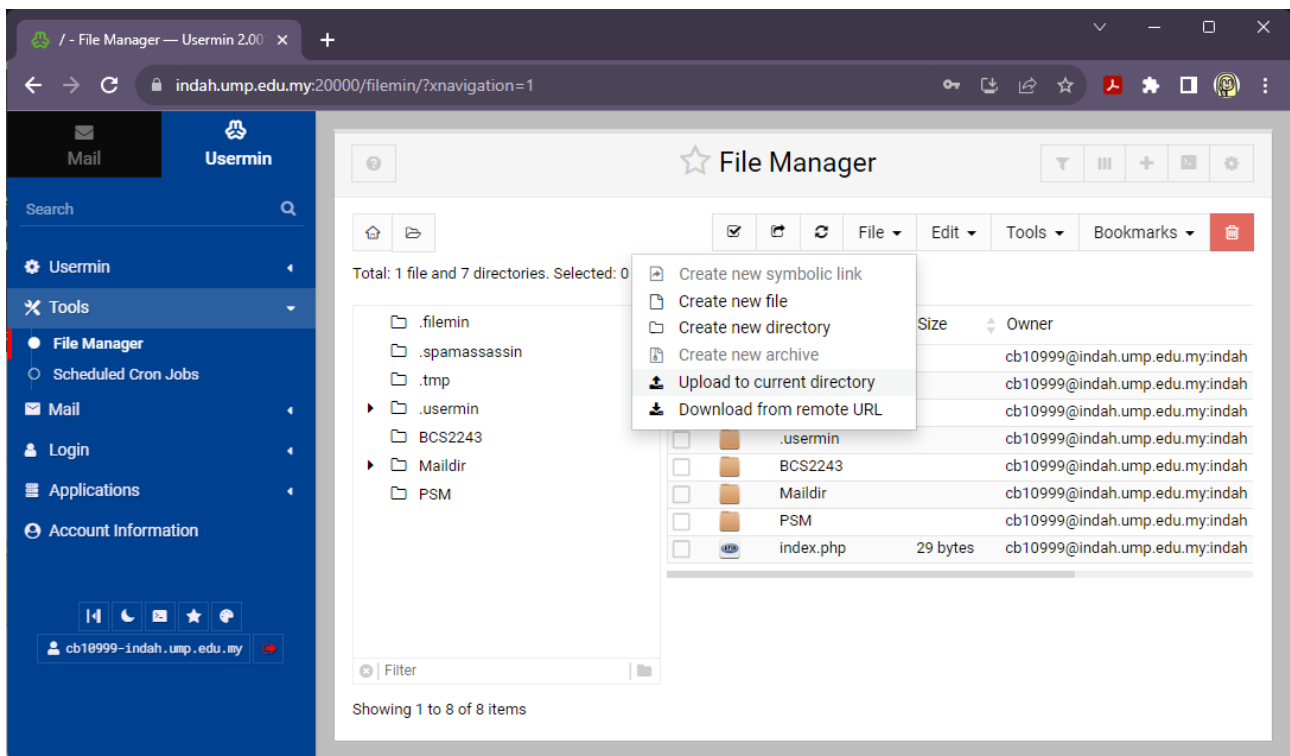 / - File Manager — Usermin 2.00
indah.ump.edu.my:20000/filemin/?xnavigation=1
Mail
Usermin
Search
Usermin
Tools
File Manager
Scheduled Cron Jobs
Mail
Login
Applications
Account Information
cb10999-indah.ump.edu.my
File Manager
File
Edit
Tools
Bookmarks
Total: 1 file and 7 directories. Selected: 0
Create new symbolic link
Create new file
Create new directory
Create new archive
Upload to current directory
Download from remote URL
.filemin
.spamassassin
.tmp
.usermin
BCS2243
Maildir
PSM
Filter
Size Owner
cb10999@indah.ump.edu.my:indah
cb10999@indah.ump.edu.my:indah
cb10999@indah.ump.edu.my:indah
.usermin cb10999@indah.ump.edu.my:indah
BCS2243 cb10999@indah.ump.edu.my:indah
Maildir cb10999@indah.ump.edu.my:indah
PSM cb10999@indah.ump.edu.my:indah
index.php 29 bytes cb10999@indah.ump.edu.my:indah
Showing 1 to 8 of 8 items